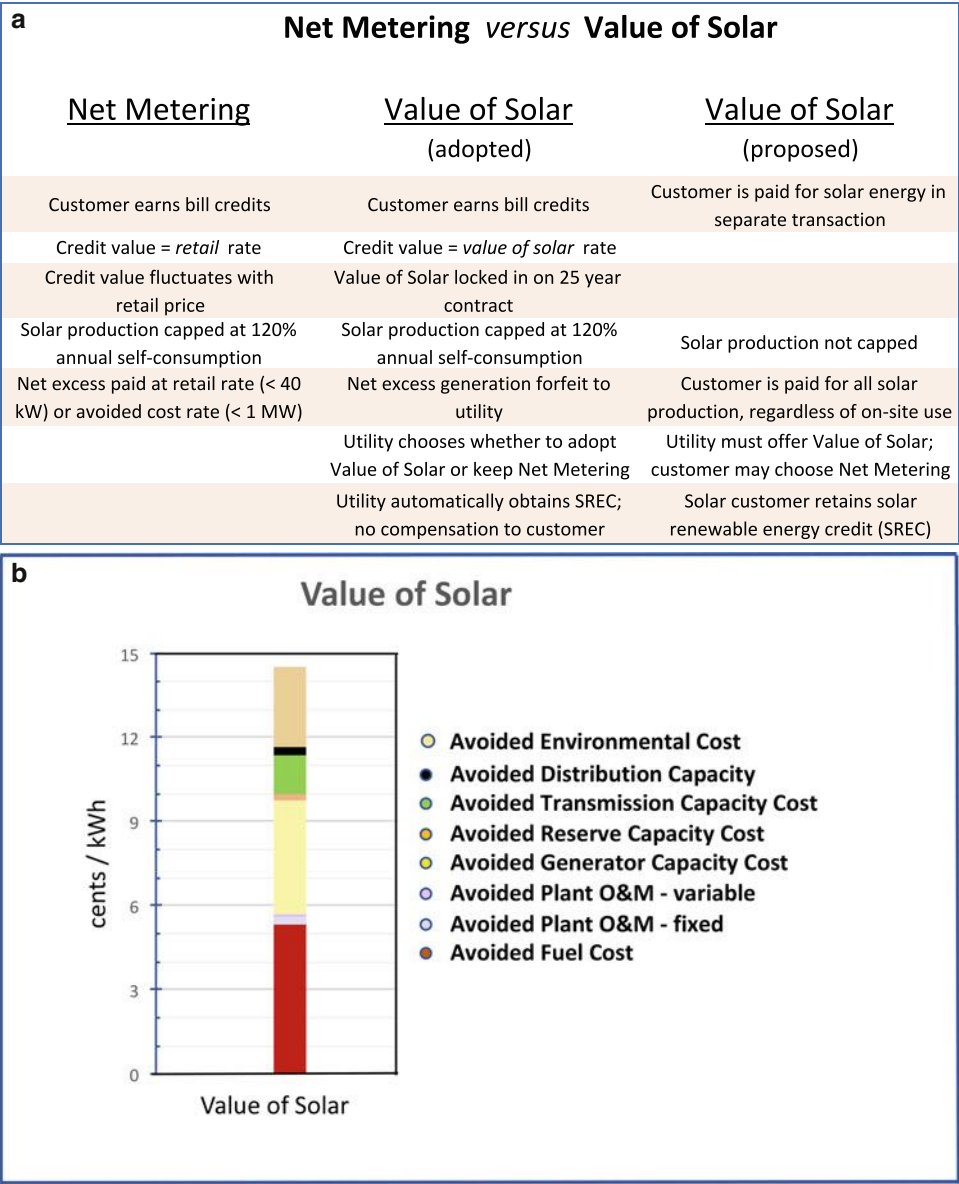 a
Net Metering versus Value of Solar
Net Metering
Value of Solar
(adopted)
Value of Solar
(proposed)
Customer earns bill credits
Customer earns bill credits
Customer is paid for solar energy in
separate transaction
Credit value = retail rate
Credit value = value of solar rate
Credit value fluctuates with
retail price
Value of Solar locked in on 25 year
contract
Solar production capped at 120%
annual self-consumption
Solar production capped at 120%
annual self-consumption
Solar production not capped
Net excess paid at retail rate (< 40
kW) or avoided cost rate (< 1 MW)
Net excess generation forfeit to
utility
Customer is paid for all solar
production, regardless of on-site use
Utility chooses whether to adopt
Value of Solar or keep Net Metering
Utility must offer Value of Solar;
customer may choose Net Metering
Utility automatically obtains SREC;
no compensation to customer
Solar customer retains solar
renewable energy credit (SREC)
b
Value of Solar
15
12
9
6
3
0
cents / kWh
Value of Solar
Avoided Environmental Cost
Avoided Distribution Capacity
Avoided Transmission Capacity Cost
Avoided Reserve Capacity Cost
Avoided Generator Capacity Cost
Avoided Plant O&M - variable
Avoided Plant O&M - fixed
Avoided Fuel Cost